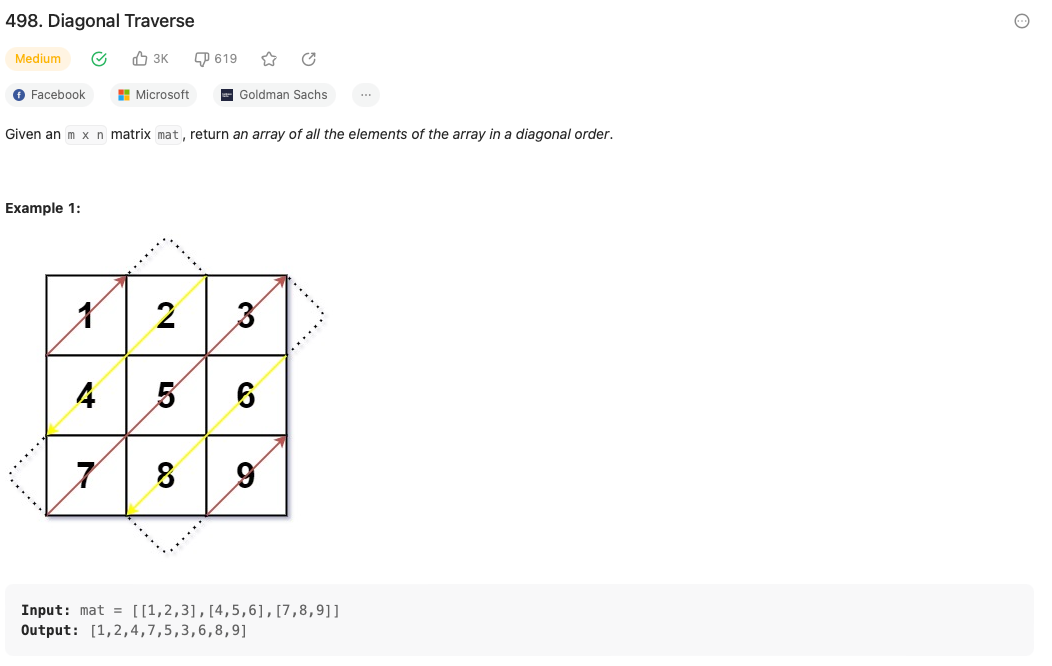 498. Diagonal Traverse
Medium 3K 619
Facebook Microsoft Goldman Sachs ...
Given an m x n matrix mat, return an array of all the elements of the array in a diagonal order.
Example 1:
1 2 3
4 5 6
7 8 9
Input: mat = [[1,2,3],[4,5,6],[7,8,9]]
Output: [1,2,4,7,5,3,6,8,9]